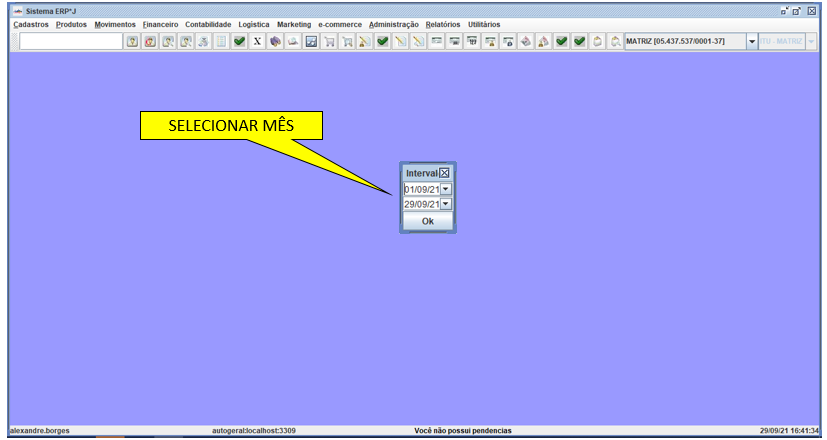 Sistema ERP*J
Cadastros Produtos Movimentos Financeiro Contabilidade Logística Marketing e-commerce Administração Relatórios Utilitários
X MATRIZ [05.437.537/0001-37] ITU - MATRIZ
SELECIONAR MÊS
Interval
01/09/21
29/09/21
Ok
alexandre.borges autogeral:localhost:3309 Você não possui pendencias 29/09/21 16:41:34